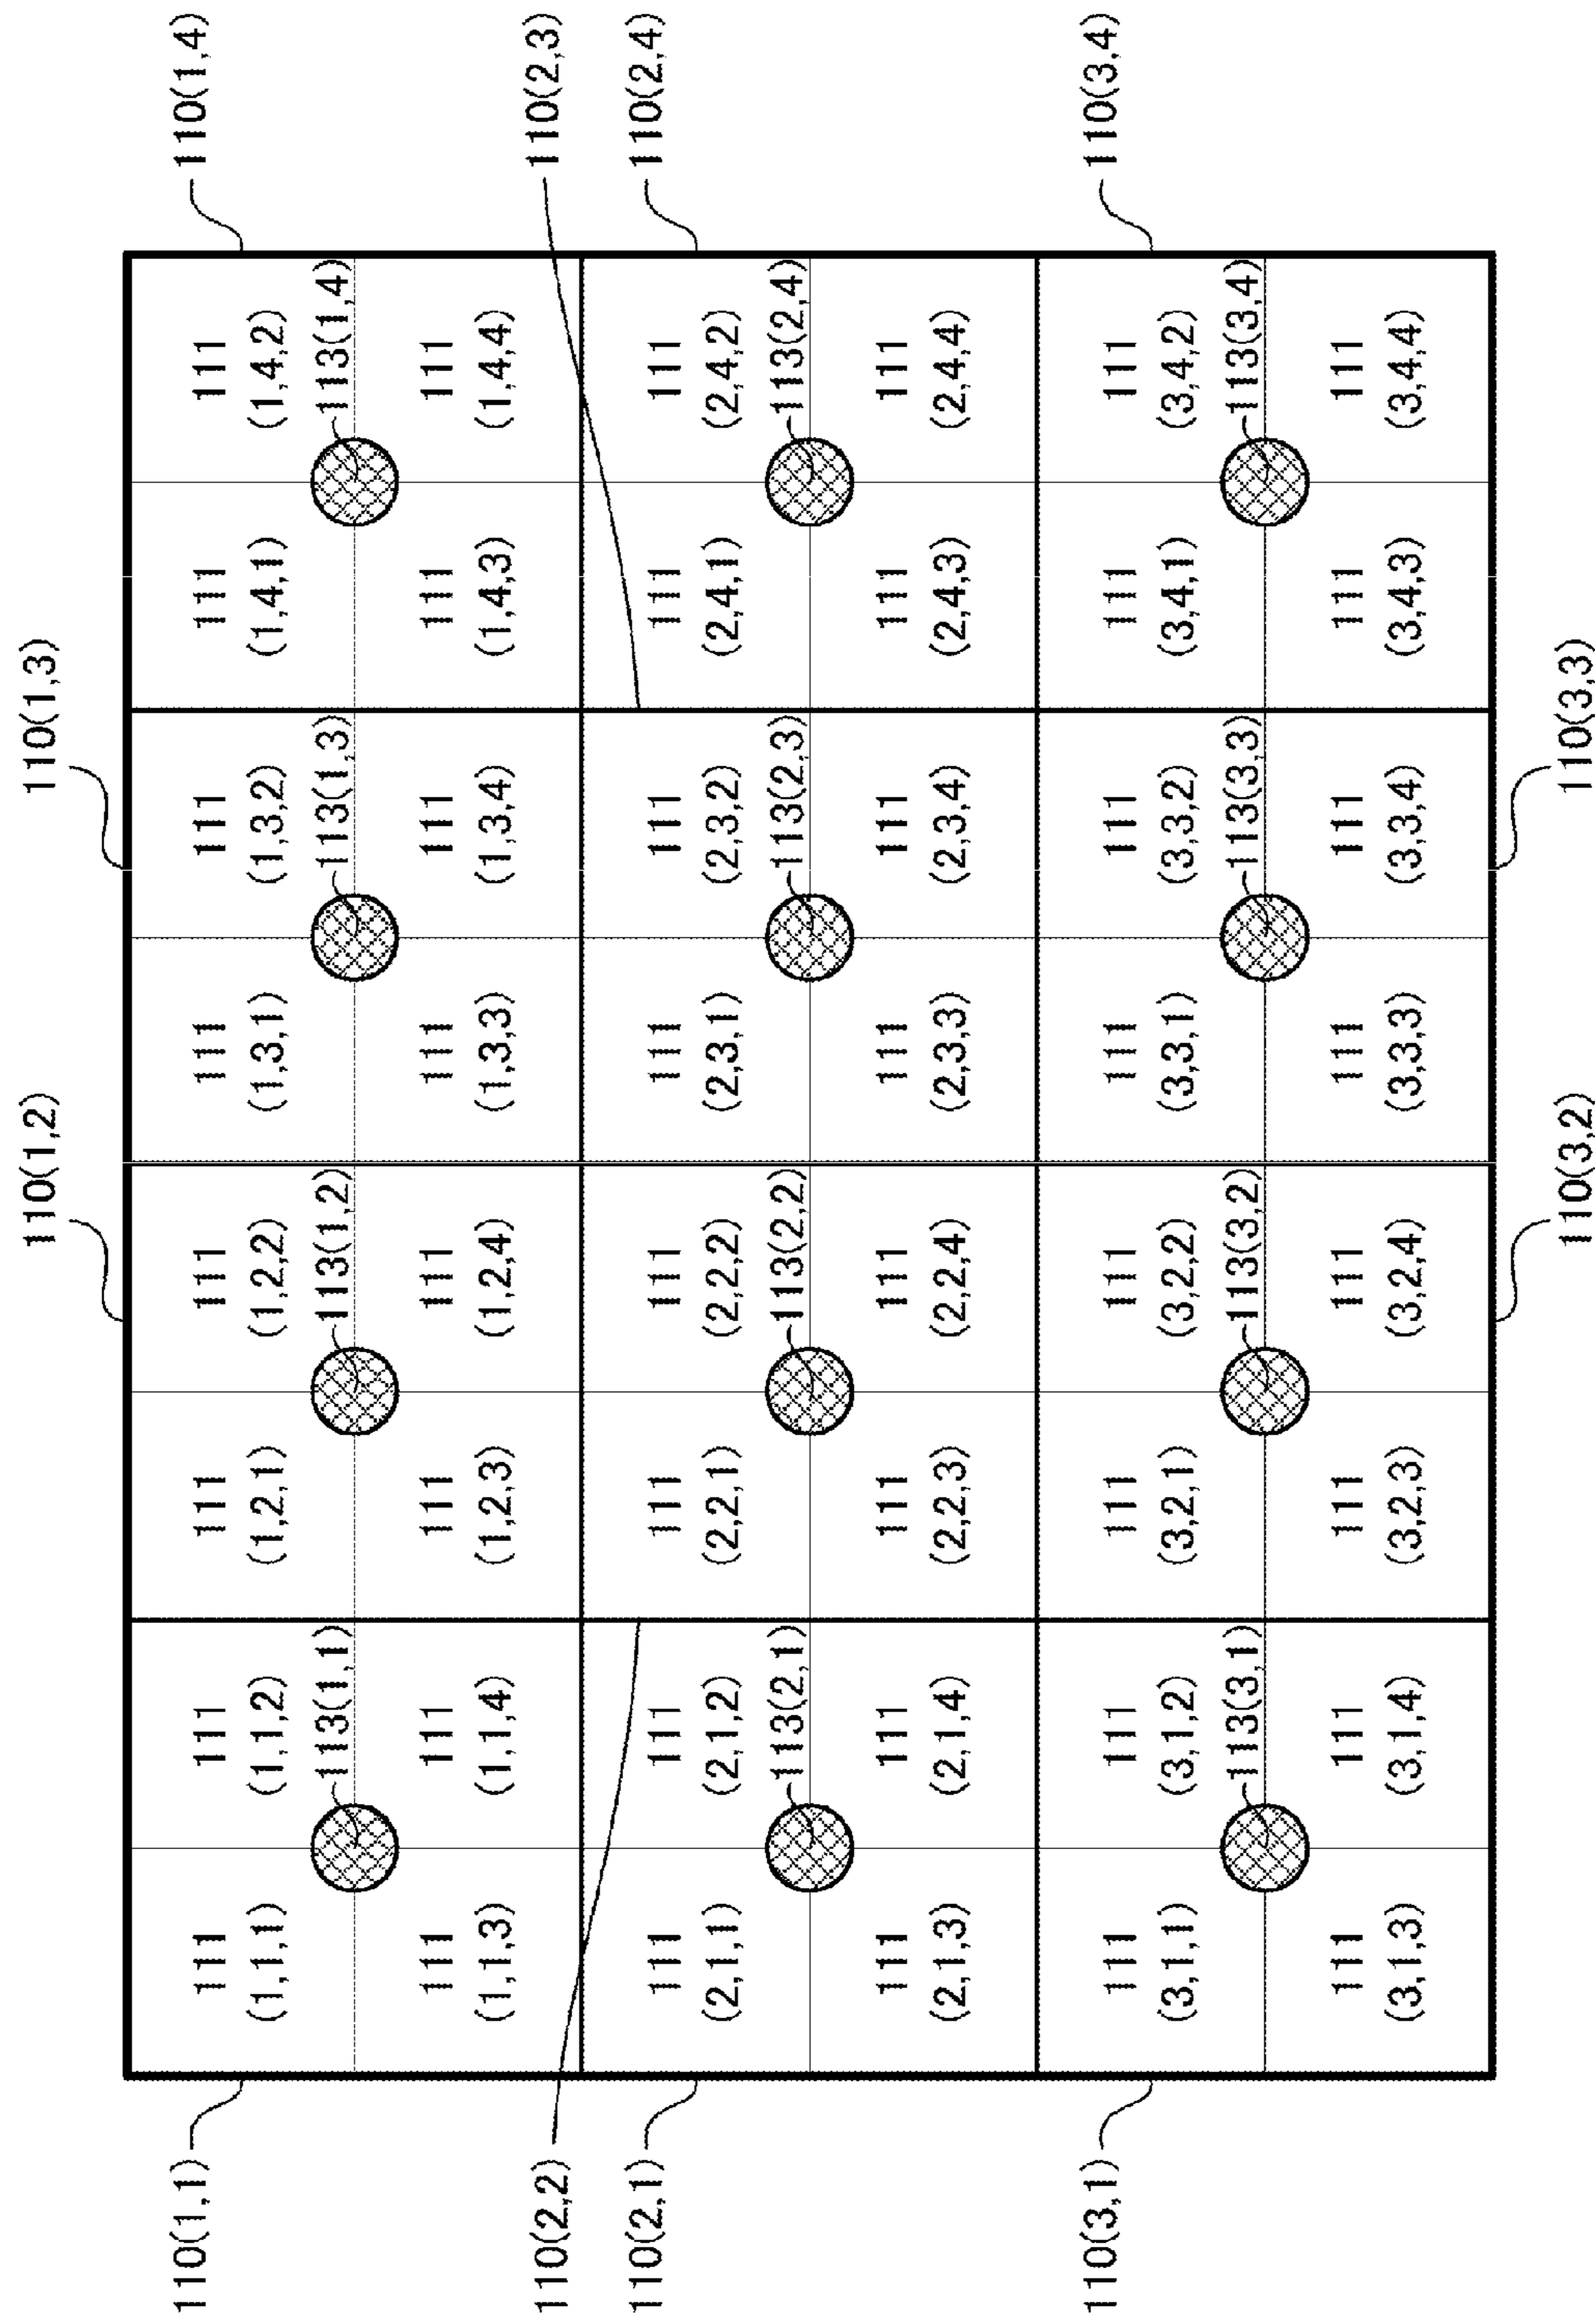 110(1,2) 110(1,3)
110(1,1) 110(1,4)
111 111 111 111 111 111 111 111
(1,1,1) (1,1,2) (1,2,1) (1,2,2) (1,3,1) (1,3,2) (1,4,1) (1,4,2)
113(1,1) 113(1,2) 113(1,3) 113(1,4)
111 111 111 111 111 111 111 111
(1,1,3) (1,1,4) (1,2,3) (1,2,4) (1,3,3) (1,3,4) (1,4,3) (1,4,4)
110(2,2) 110(2,3)
110(2,1) 110(2,4)
111 111 111 111 111 111 111 111
(2,1,1) (2,1,2) (2,2,1) (2,2,2) (2,3,1) (2,3,2) (2,4,1) (2,4,2)
113(2,1) 113(2,2) 113(2,3) 113(2,4)
111 111 111 111 111 111 111 111
(2,1,3) (2,1,4) (2,2,3) (2,2,4) (2,3,3) (2,3,4) (2,4,3) (2,4,4)
110(3,1) 110(3,4)
111 111 111 111 111 111 111 111
(3,1,1) (3,1,2) (3,2,1) (3,2,2) (3,3,1) (3,3,2) (3,4,1) (3,4,2)
113(3,1) 113(3,2) 113(3,3) 113(3,4)
111 111 111 111 111 111 111 111
(3,1,3) (3,1,4) (3,2,3) (3,2,4) (3,3,3) (3,3,4) (3,4,3) (3,4,4)
110(3,2) 110(3,3)